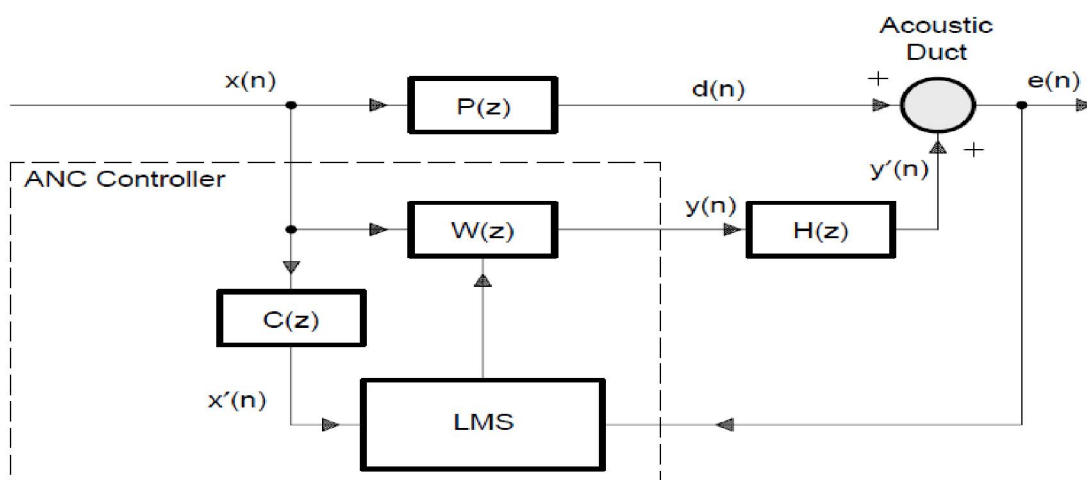 Acoustic
Duct
x(n)
P(z)
d(n)
+
e(n)
+
y′(n)
ANC Controller
W(z)
y(n)
H(z)
C(z)
x′(n)
LMS